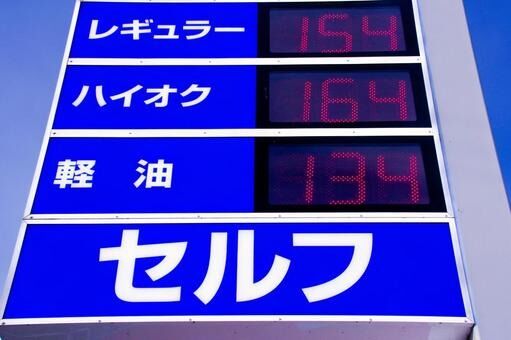 レギュラー 154
ハイオク 164
軽油 134
セルフ